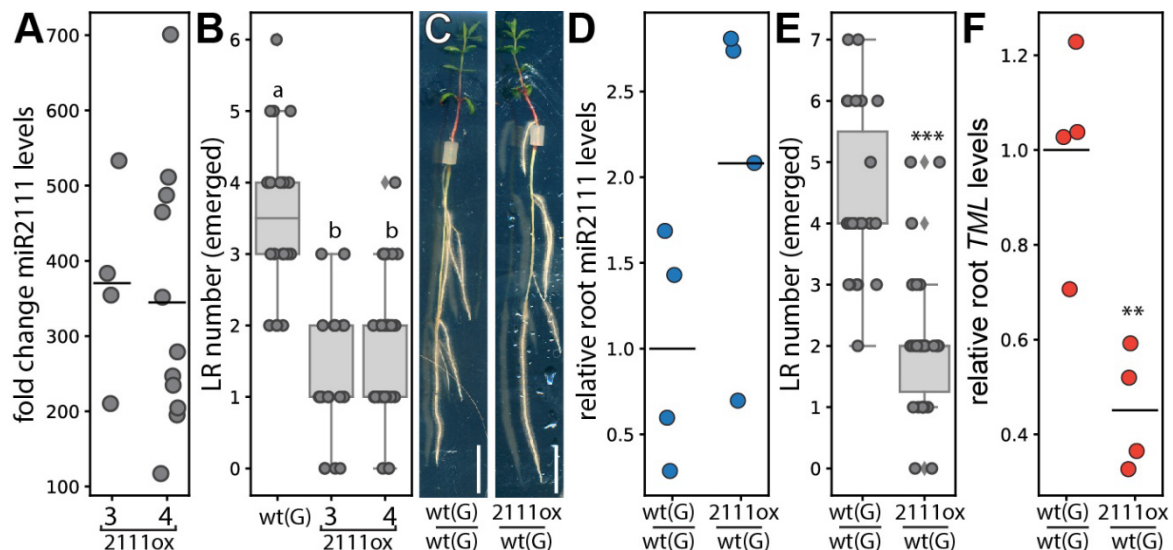 A
fold change miR2111 levels
700
600
500
400
300
200
100
3 4
2111ox
B
LR number (emerged)
6
5
4
3
2
1
0
a
b
b
wt(G) 3 4
2111ox
C
wt(G) 2111ox
wt(G) wt(G)
D
relative root miR2111 levels
2.5
2.0
1.5
1.0
0.5
wt(G) 2111ox
wt(G) wt(G)
E
LR number (emerged)
7
6
5
4
3
2
1
0
***
wt(G) 2111ox
wt(G) wt(G)
F
relative root TML levels
1.2
1.0
0.8
0.6
0.4
**
wt(G) 2111ox
wt(G) wt(G)